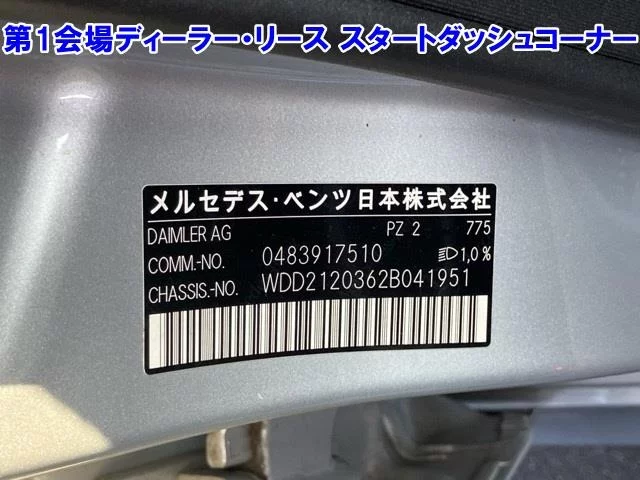 第1会場ディーラー・リース スタートダッシュコーナー
メルセデス・ベンツ日本株式会社
DAIMLER AG PZ 2 775
COMM.-NO. 0483917510 1,0%
CHASSIS.-NO. WDD2120362B041951